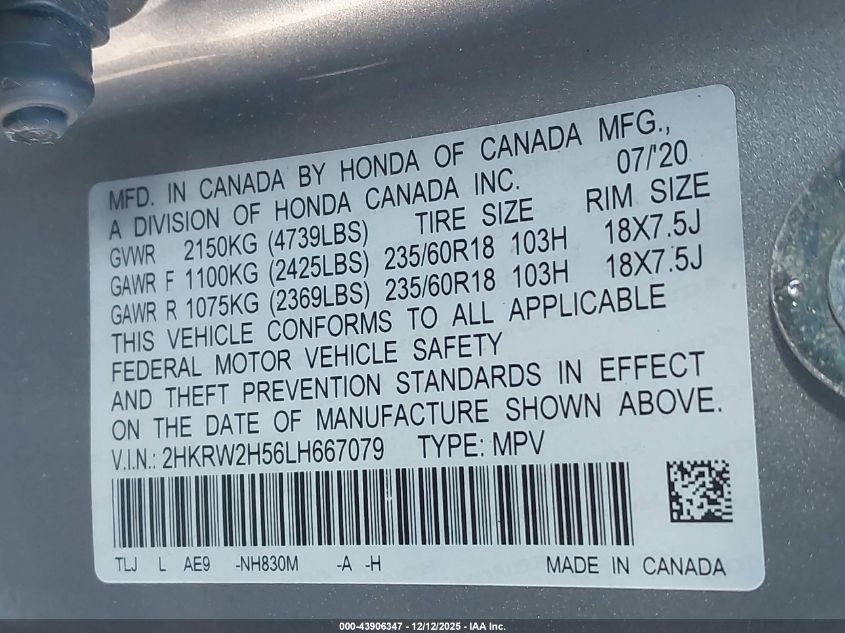 MFD. IN CANADA BY HONDA OF CANADA MFG.,
A DIVISION OF HONDA CANADA INC. 07/'20
GVWR 2150KG (4739LBS) TIRE SIZE RIM SIZE
GAWR F 1100KG (2425LBS) 235/60R18 103H 18X7.5J
GAWR R 1075KG (2369LBS) 235/60R18 103H 18X7.5J
THIS VEHICLE CONFORMS TO ALL APPLICABLE
FEDERAL MOTOR VEHICLE SAFETY
AND THEFT PREVENTION STANDARDS IN EFFECT
ON THE DATE OF MANUFACTURE SHOWN ABOVE.
V.I.N.: 2HKRW2H56LH667079 TYPE: MPV
TLJ L AE9 -NH830M -A -H MADE IN CANADA
000-43906347 - 12/12/2025 - IAA Inc.